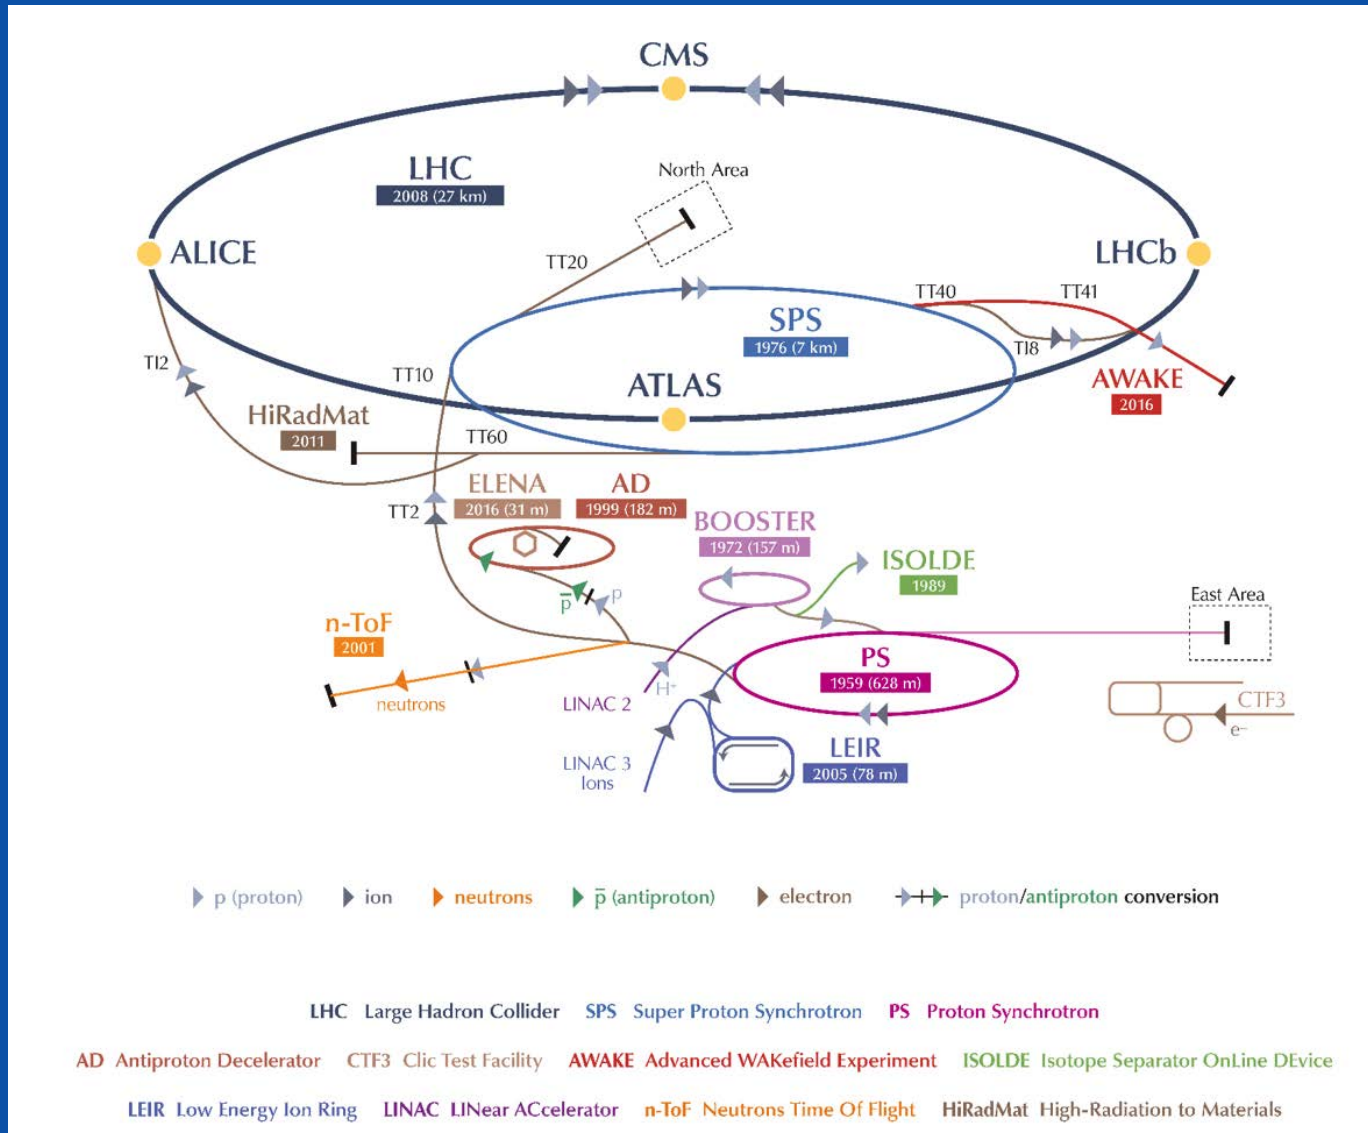 CMS
LHC
2008 (27 km)
North Area
ALICE
LHCb
TT20
TT40
TT41
SPS
1976 (7 km)
TI8
TI2
TT10
ATLAS
AWAKE
2016
HiRadMat
2011
TT60
ELENA
2016 (31 m)
AD
1999 (182 m)
TT2
BOOSTER
1972 (157 m)
ISOLDE
1989
p̅
p
East Area
n-ToF
2001
PS
1959 (628 m)
neutrons
H⁺
LINAC 2
CTF3
e⁻
LEIR
2005 (78 m)
LINAC 3
Ions
p (proton)
ion
neutrons
p̅ (antiproton)
electron
proton/antiproton conversion
LHC Large Hadron Collider SPS Super Proton Synchrotron PS Proton Synchrotron
AD Antiproton Decelerator CTF3 Clic Test Facility AWAKE Advanced WAKefield Experiment ISOLDE Isotope Separator OnLine DEvice
LEIR Low Energy Ion Ring LINAC LINear ACcelerator n-ToF Neutrons Time Of Flight HiRadMat High-Radiation to Materials